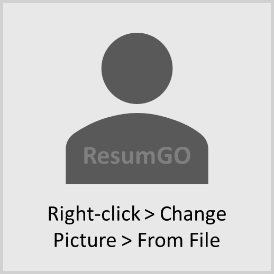 ResumGO
Right-click > Change
Picture > From File